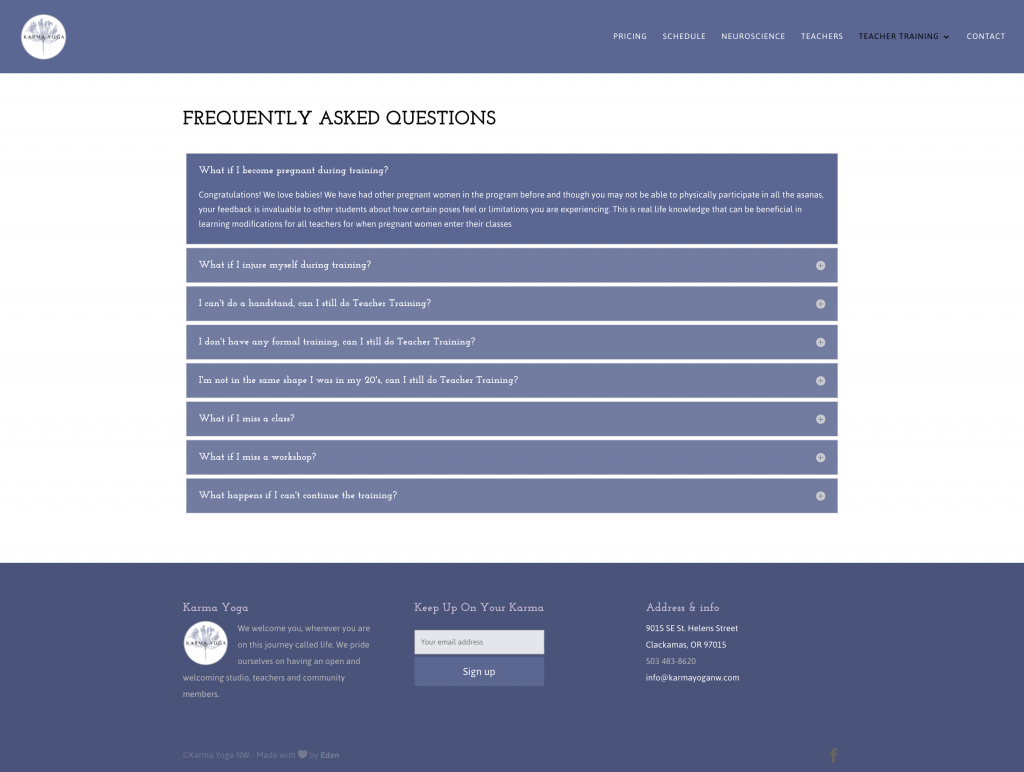 KARMA YOGA
PRICING
SCHEDULE
NEUROSCIENCE
TEACHERS
TEACHER TRAINING
CONTACT
FREQUENTLY ASKED QUESTIONS
What if I become pregnant during training?
Congratulations! We love babies! We have had other pregnant women in the program before and though you may not be able to physically participate in all the asanas,
your feedback is invaluable to other students about how certain poses feel or limitations you are experiencing. This is real life knowledge that can be beneficial in
learning modifications for all teachers for when pregnant women enter their classes
What if I injure myself during training?
I can't do a handstand, can I still do Teacher Training?
I don't have any formal training, can I still do Teacher Training?
I'm not in the same shape I was in my 20's, can I still do Teacher Training?
What if I miss a class?
What if I miss a workshop?
What happens if I can't continue the training?
Karma Yoga
KARMA YOGA
We welcome you, wherever you are
on this journey called life. We pride
ourselves on having an open and
welcoming studio, teachers and community
members.
Keep Up On Your Karma
Your email address
Sign up
Address & info
9015 SE St. Helens Street
Clackamas, OR 97015
503 483-8620
info@karmayoganw.com
©Karma Yoga NW - Made with 🖤 by Eden